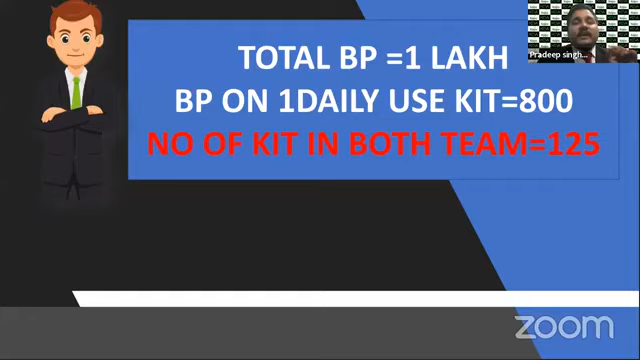 TOTAL BP =1 LAKH
BP ON 1DAILY USE KIT=800
NO OF KIT IN BOTH TEAM=125
Pradeep singh...
zoom